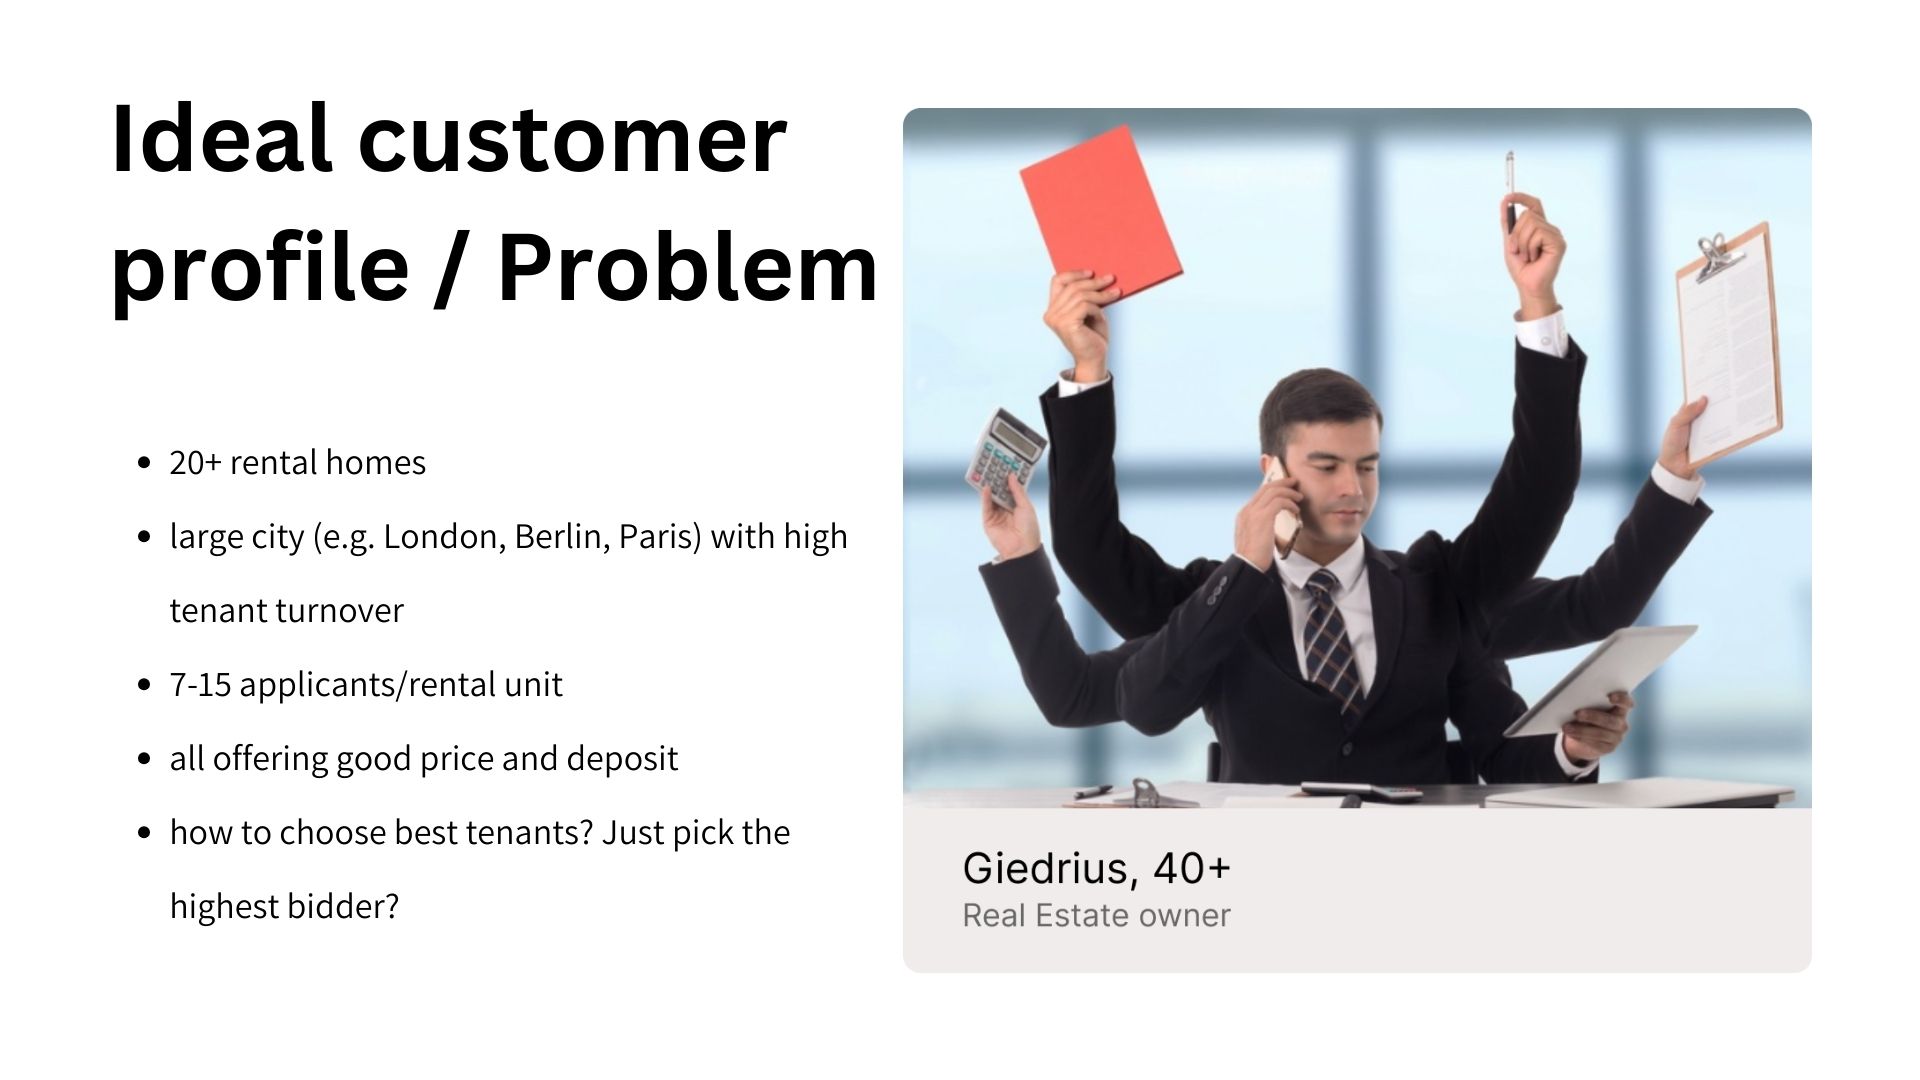 Ideal customer
profile / Problem
20+ rental homes
large city (e.g. London, Berlin, Paris) with high
tenant turnover
7-15 applicants/rental unit
all offering good price and deposit
how to choose best tenants? Just pick the
highest bidder?
Giedrius, 40+
Real Estate owner